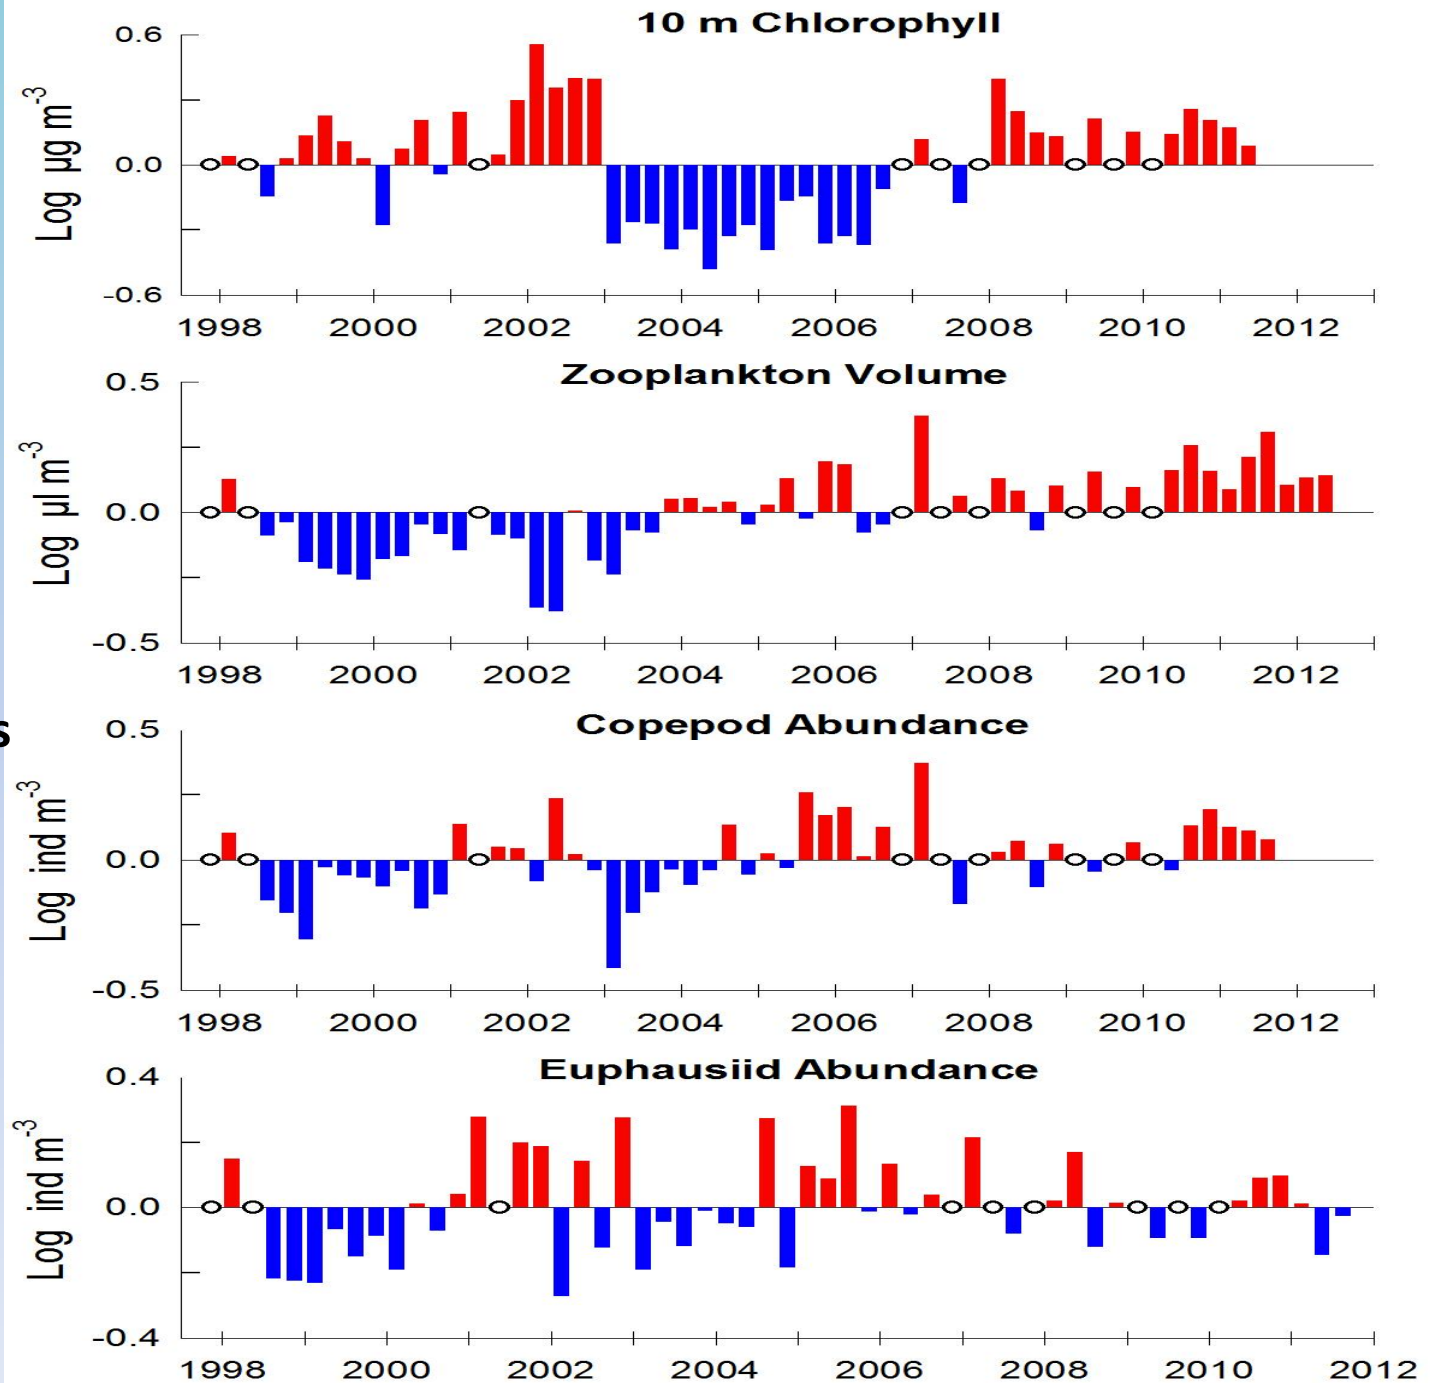 10 m Chlorophyll
0.6
0.0
-0.6
Log µg m-3
1998 2000 2002 2004 2006 2008 2010 2012
Zooplankton Volume
0.5
0.0
-0.5
Log µl m-3
1998 2000 2002 2004 2006 2008 2010 2012
s
Copepod Abundance
0.5
0.0
-0.5
Log ind m-3
1998 2000 2002 2004 2006 2008 2010 2012
Euphausiid Abundance
0.4
0.0
-0.4
Log ind m-3
1998 2000 2002 2004 2006 2008 2010 2012